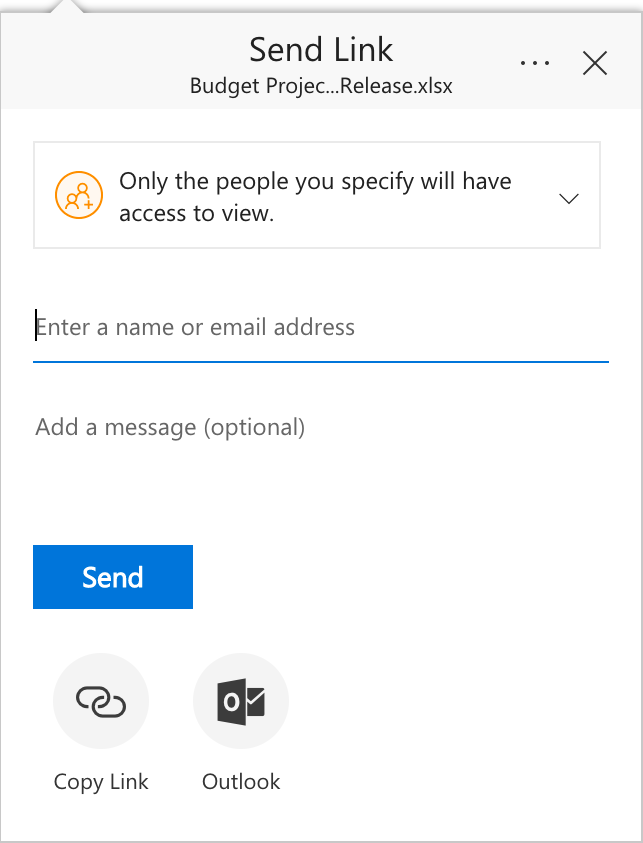 Send Link
Budget Projec...Release.xlsx
Only the people you specify will have
access to view.
Enter a name or email address
Add a message (optional)
Send
Copy Link
Outlook